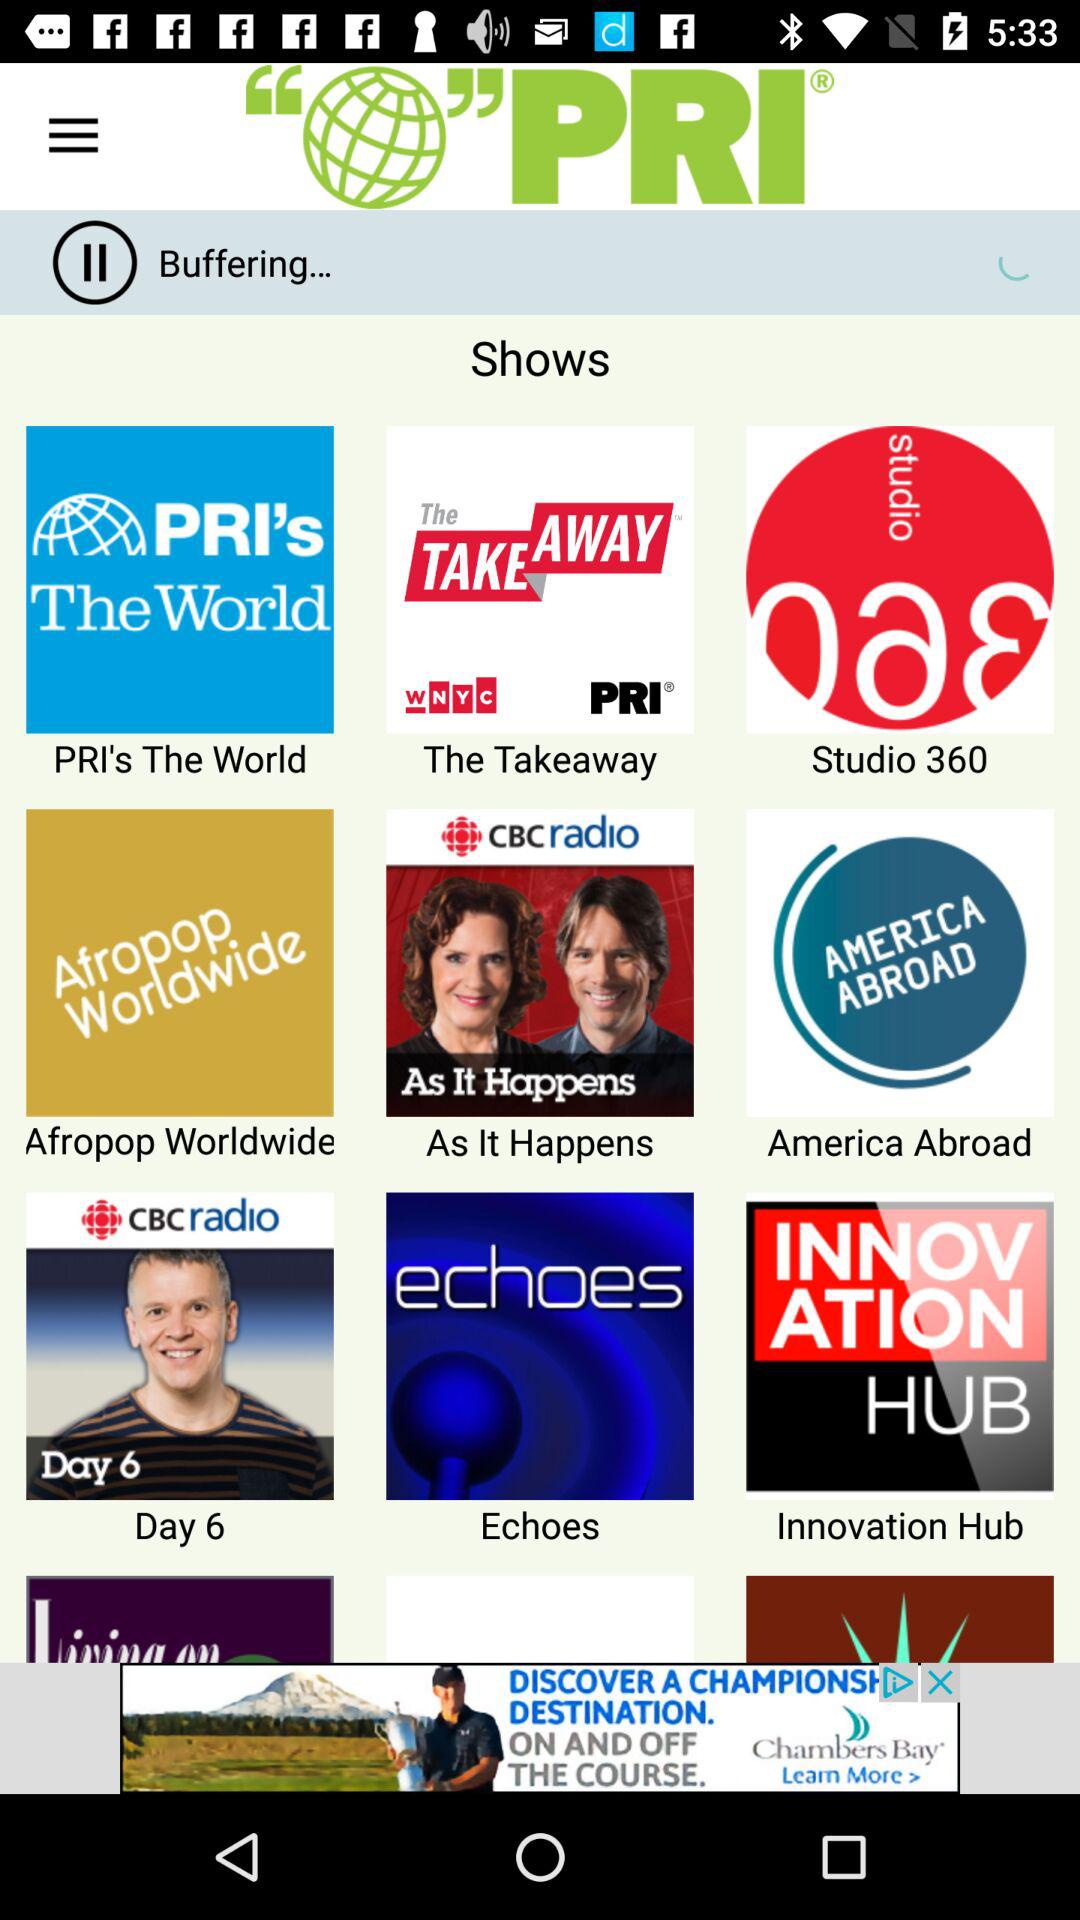 5:33
“ ” PRI®
Buffering...
Shows
PRI's
The World
The
TAKEAWAY™
WNYC PRI®
studio
360
PRI's The World
The Takeaway
Studio 360
Afropop
Worldwide
CBC radio
As It Happens
AMERICA
ABROAD
Afropop Worldwide
As It Happens
America Abroad
CBC radio
Day 6
echoes
INNOV
ATION
HUB
Day 6
Echoes
Innovation Hub
Living on
DISCOVER A CHAMPIONSH
DESTINATION.
ON AND OFF
THE COURSE.
Chambers Bay
Learn More >